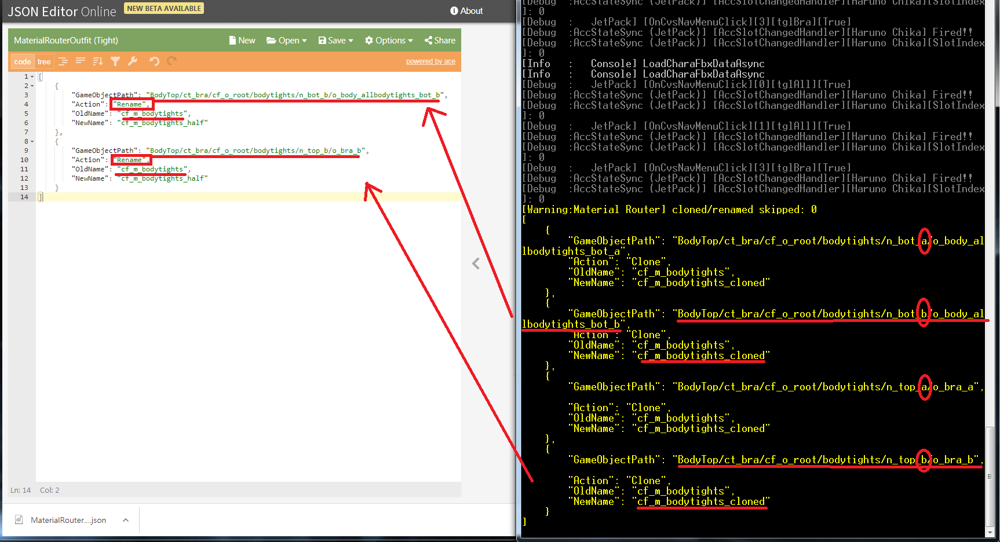 JSON Editor Online
NEW BETA AVAILABLE
About
MaterialRouterOutfit (Tight)
New
Open
Save
Options
Share
code
tree
powered by ace
1 [
2 {
3 "GameObjectPath": "BodyTop/ct_bra/cf_o_root/bodytights/n_bot_b/o_body_allbodytights_bot_b",
4 "Action": "Rename",
5 "OldName": "cf_m_bodytights",
6 "NewName": "cf_m_bodytights_half"
7 },
8 {
9 "GameObjectPath": "BodyTop/ct_bra/cf_o_root/bodytights/n_top_b/o_bra_b",
10 "Action": "Rename",
11 "OldName": "cf_m_bodytights",
12 "NewName": "cf_m_bodytights_half"
13 }
14 ]
Ln: 14 Col: 2
MaterialRouter....json
[Debug :AccStateSync (JetPack)] [AccSlotChangedHandler][Haruno Chika][SlotIndex
]: 0
[Debug : JetPack] [OnCvsNavMenuClick][3][tglBra][True]
[Debug :AccStateSync (JetPack)] [AccSlotChangedHandler][Haruno Chika] Fired!!
[Debug :AccStateSync (JetPack)] [AccSlotChangedHandler][Haruno Chika][SlotIndex
]: 0
[Info : Console] LoadCharaFbxDataAsync
[Info : Console] LoadCharaFbxDataAsync
[Debug : JetPack] [OnCvsNavMenuClick][0][tglAll][True]
[Debug :AccStateSync (JetPack)] [AccSlotChangedHandler][Haruno Chika] Fired!!
[Debug :AccStateSync (JetPack)] [AccSlotChangedHandler][Haruno Chika][SlotIndex
]: 0
[Debug : JetPack] [OnCvsNavMenuClick][1][tglAll][True]
[Debug :AccStateSync (JetPack)] [AccSlotChangedHandler][Haruno Chika] Fired!!
[Debug :AccStateSync (JetPack)] [AccSlotChangedHandler][Haruno Chika][SlotIndex
]: 0
[Debug : JetPack] [OnCvsNavMenuClick][3][tglBra][True]
[Debug :AccStateSync (JetPack)] [AccSlotChangedHandler][Haruno Chika] Fired!!
[Debug :AccStateSync (JetPack)] [AccSlotChangedHandler][Haruno Chika][SlotIndex
]: 0
[Warning:Material Router] cloned/renamed skipped: 0
[
{
"GameObjectPath": "BodyTop/ct_bra/cf_o_root/bodytights/n_bot_a/o_body_al
lbodytights_bot_a",
"Action": "Clone",
"OldName": "cf_m_bodytights",
"NewName": "cf_m_bodytights_cloned"
},
{
"GameObjectPath": "BodyTop/ct_bra/cf_o_root/bodytights/n_bot_b/o_body_al
lbodytights_bot_b",
"Action": "Clone",
"OldName": "cf_m_bodytights",
"NewName": "cf_m_bodytights_cloned"
},
{
"GameObjectPath": "BodyTop/ct_bra/cf_o_root/bodytights/n_top_a/o_bra_a",
"Action": "Clone",
"OldName": "cf_m_bodytights",
"NewName": "cf_m_bodytights_cloned"
},
{
"GameObjectPath": "BodyTop/ct_bra/cf_o_root/bodytights/n_top_b/o_bra_b",
"Action": "Clone",
"OldName": "cf_m_bodytights",
"NewName": "cf_m_bodytights_cloned"
}
]